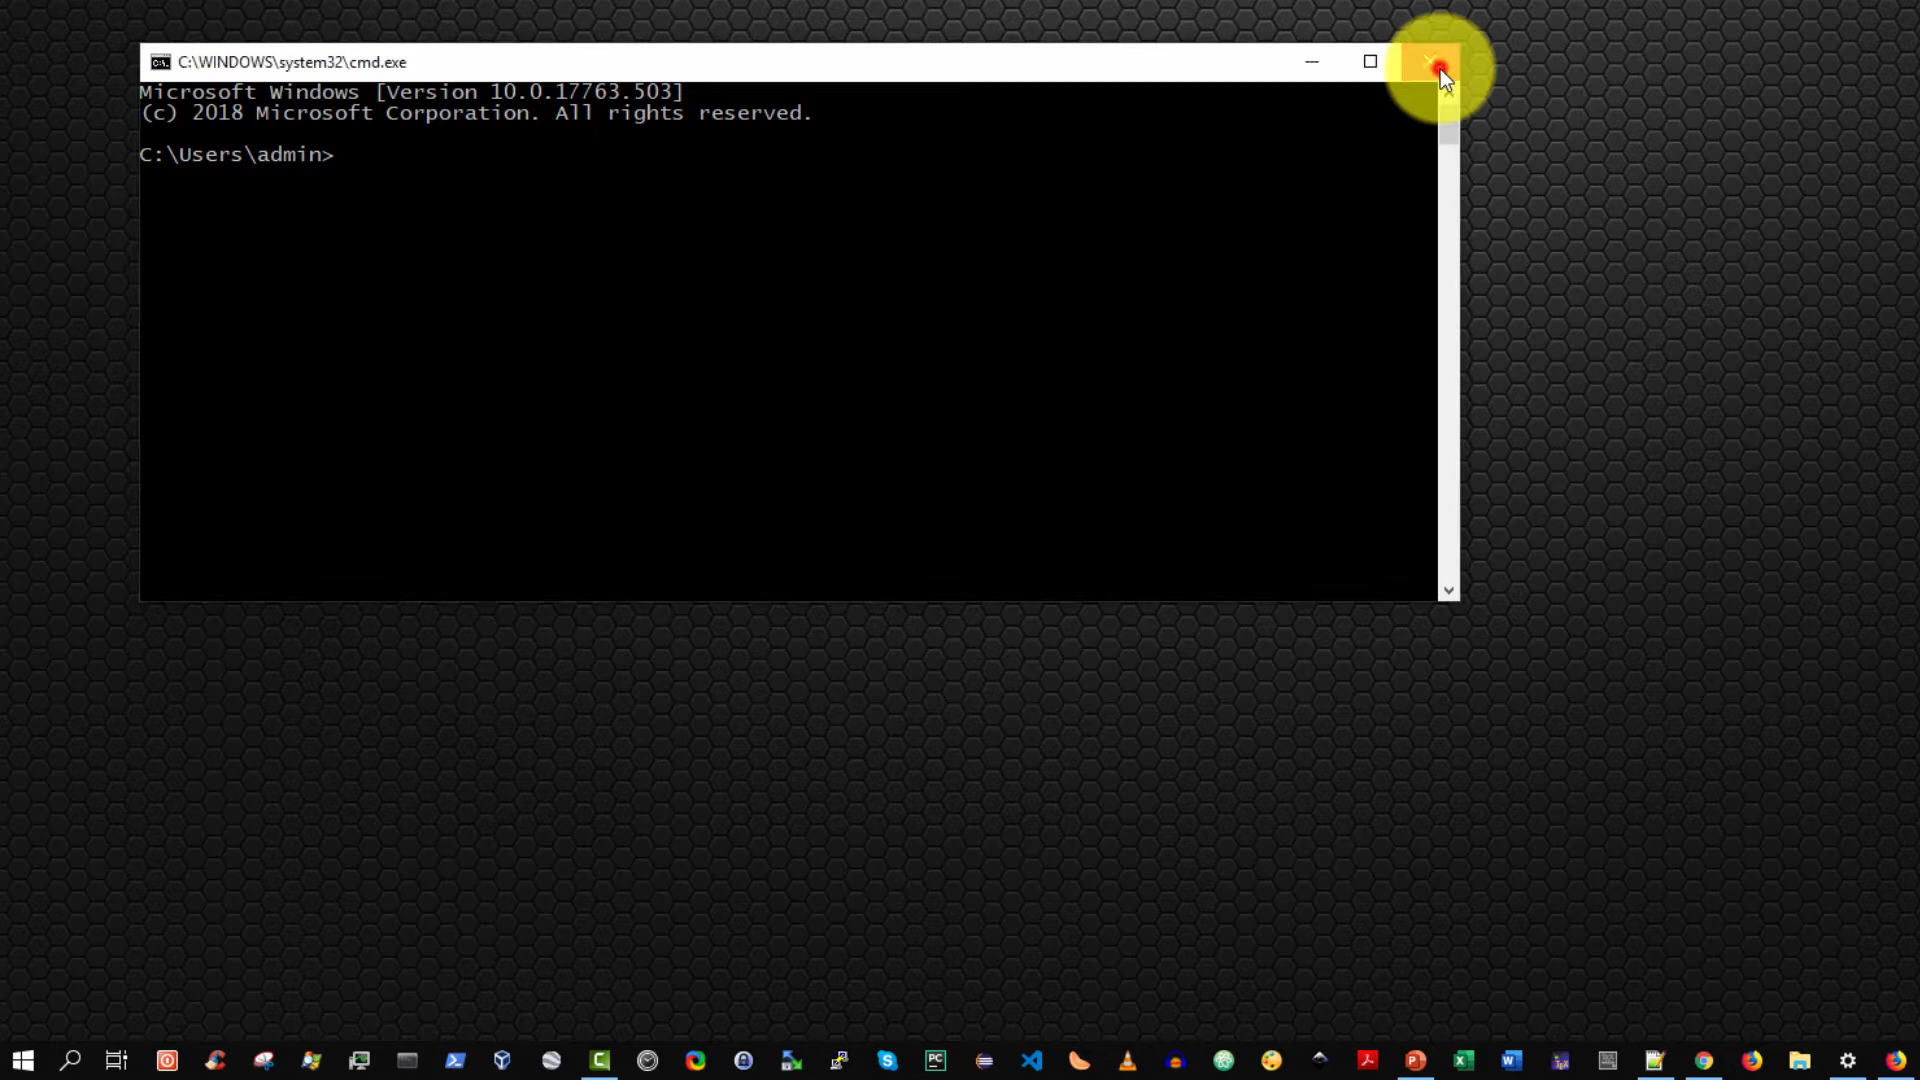 C:\WINDOWS\system32\cmd.exe
Microsoft Windows [Version 10.0.17763.503]
(c) 2018 Microsoft Corporation. All rights reserved.
C:\Users\admin>